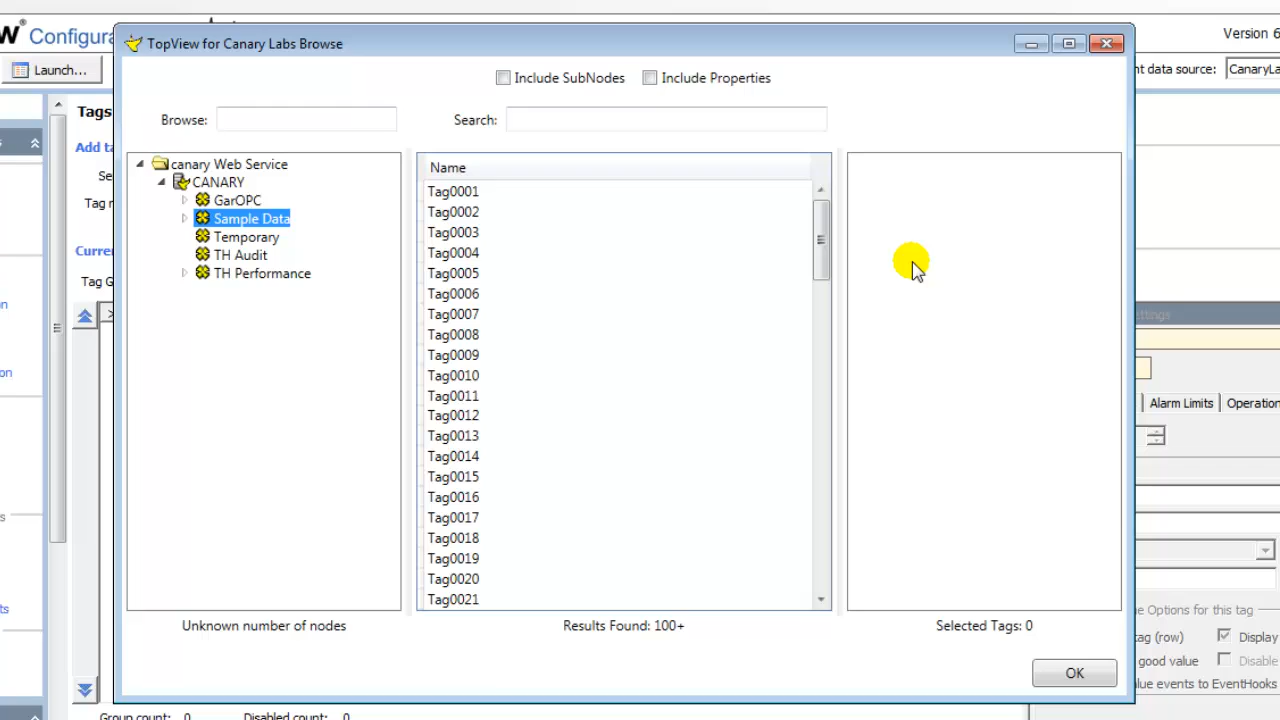 W® Configura
Version 6
Launch...
nt data source: CanaryLa
TopView for Canary Labs Browse
Include SubNodes Include Properties
Browse: Search:
Tags
Add ta
Se
Tag n
Curre
Tag G
canary Web Service
CANARY
GarOPC
Sample Data
Temporary
TH Audit
TH Performance
Name
Tag0001
Tag0002
Tag0003
Tag0004
Tag0005
Tag0006
Tag0007
Tag0008
Tag0009
Tag0010
Tag0011
Tag0012
Tag0013
Tag0014
Tag0015
Tag0016
Tag0017
Tag0018
Tag0019
Tag0020
Tag0021
Unknown number of nodes
Results Found: 100+
Selected Tags: 0
OK
ettings
Alarm Limits Operation
e Options for this tag
tag (row) Display
good value Disable
lue events to EventHooks
Group count: 0 Disabled count: 0